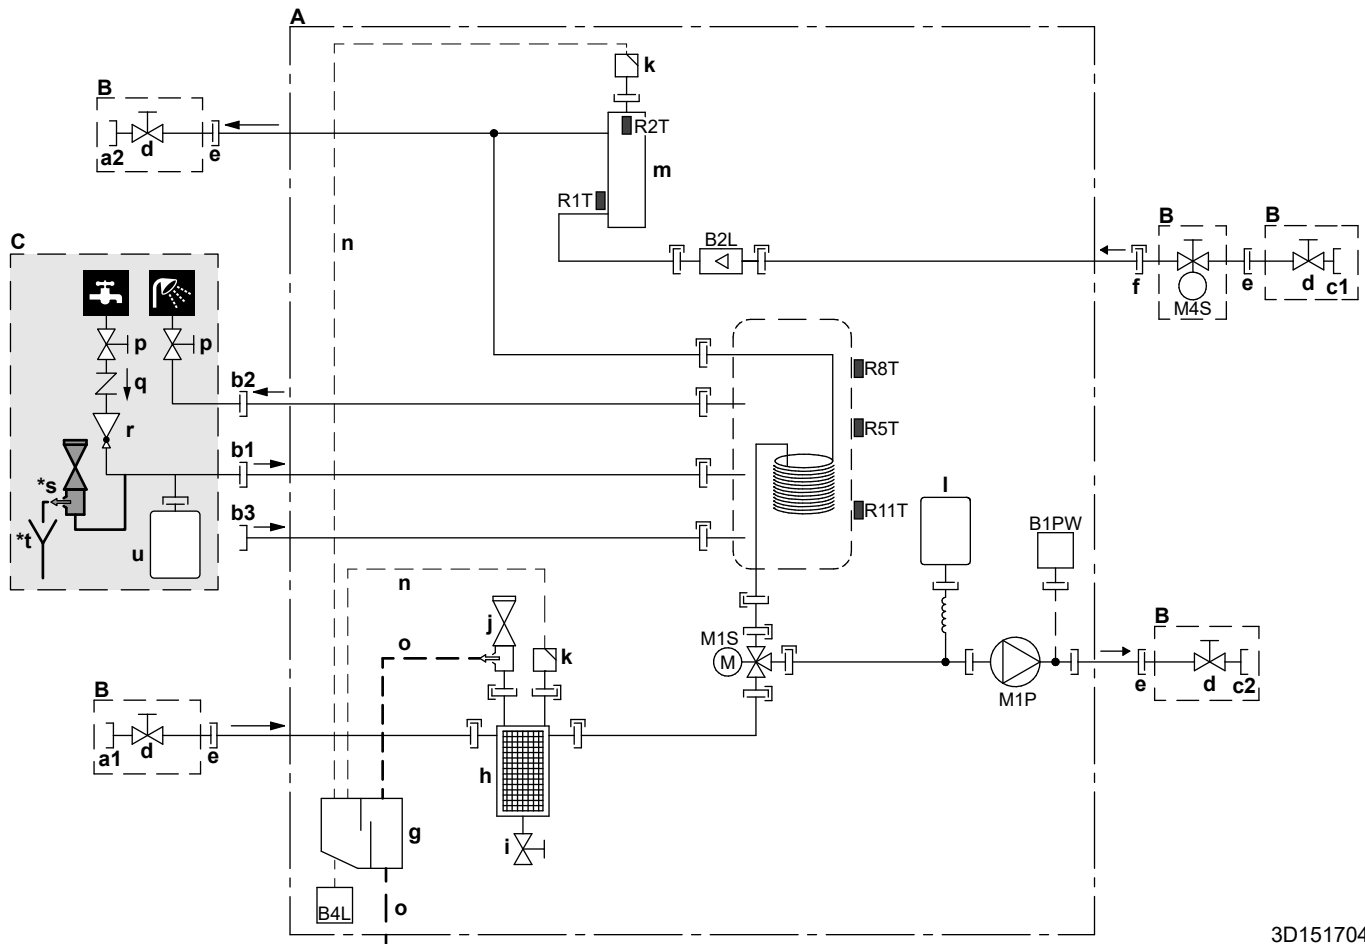 A
k
B
R2T
a2
d
e
m
R1T
B
B
C
n
B2L
f
M4S
e
d
c1
p
p
R8T
q
b2
r
R5T
b1
*s
l
R11T
b3
B1PW
*t
u
n
j
B
o
M1S
k
M
M1P
e
d
c2
B
a1
d
e
h
g
i
B4L
o
3D151704